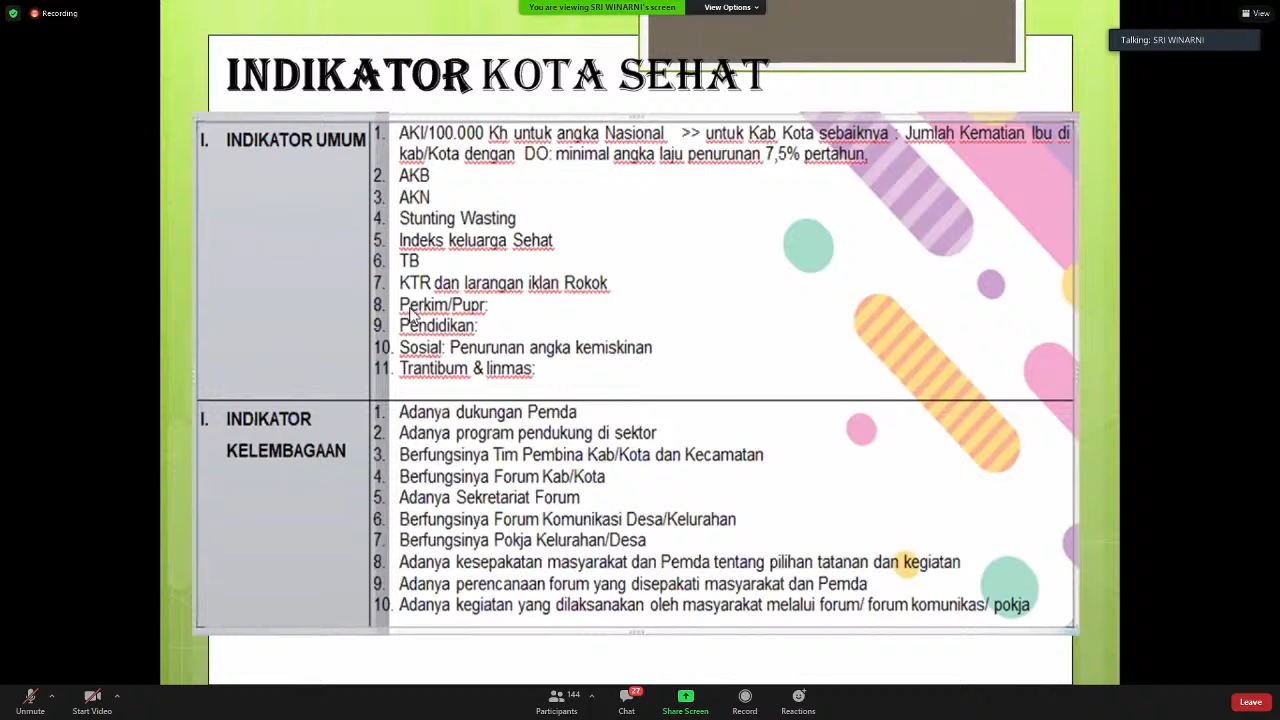 Recording
You are viewing SRI WINARNI's screen
View Options
View
Talking: SRI WINARNI
INDIKATOR KOTA SEHAT
I. INDIKATOR UMUM
1. AKI/100.000 Kh untuk angka Nasional >> untuk Kab Kota sebaiknya : Jumlah Kematian Ibu di
kab/Kota dengan DO: minimal angka laju penurunan 7,5% pertahun,
2. AKB
3. AKN
4. Stunting Wasting
5. Indeks keluarga Sehat
6. TB
7. KTR dan larangan iklan Rokok
8. Perkim/Pupr:
9. Pendidikan:
10. Sosial: Penurunan angka kemiskinan
11. Trantibum & linmas:
I. INDIKATOR
KELEMBAGAAN
1. Adanya dukungan Pemda
2. Adanya program pendukung di sektor
3. Berfungsinya Tim Pembina Kab/Kota dan Kecamatan
4. Berfungsinya Forum Kab/Kota
5. Adanya Sekretariat Forum
6. Berfungsinya Forum Komunikasi Desa/Kelurahan
7. Berfungsinya Pokja Kelurahan/Desa
8. Adanya kesepakatan masyarakat dan Pemda tentang pilihan tatanan dan kegiatan
9. Adanya perencanaan forum yang disepakati masyarakat dan Pemda
10. Adanya kegiatan yang dilaksanakan oleh masyarakat melalui forum/ forum komunikas/ pokja
Unmute
Start Video
144
Participants
27
Chat
Share Screen
Record
Reactions
Leave